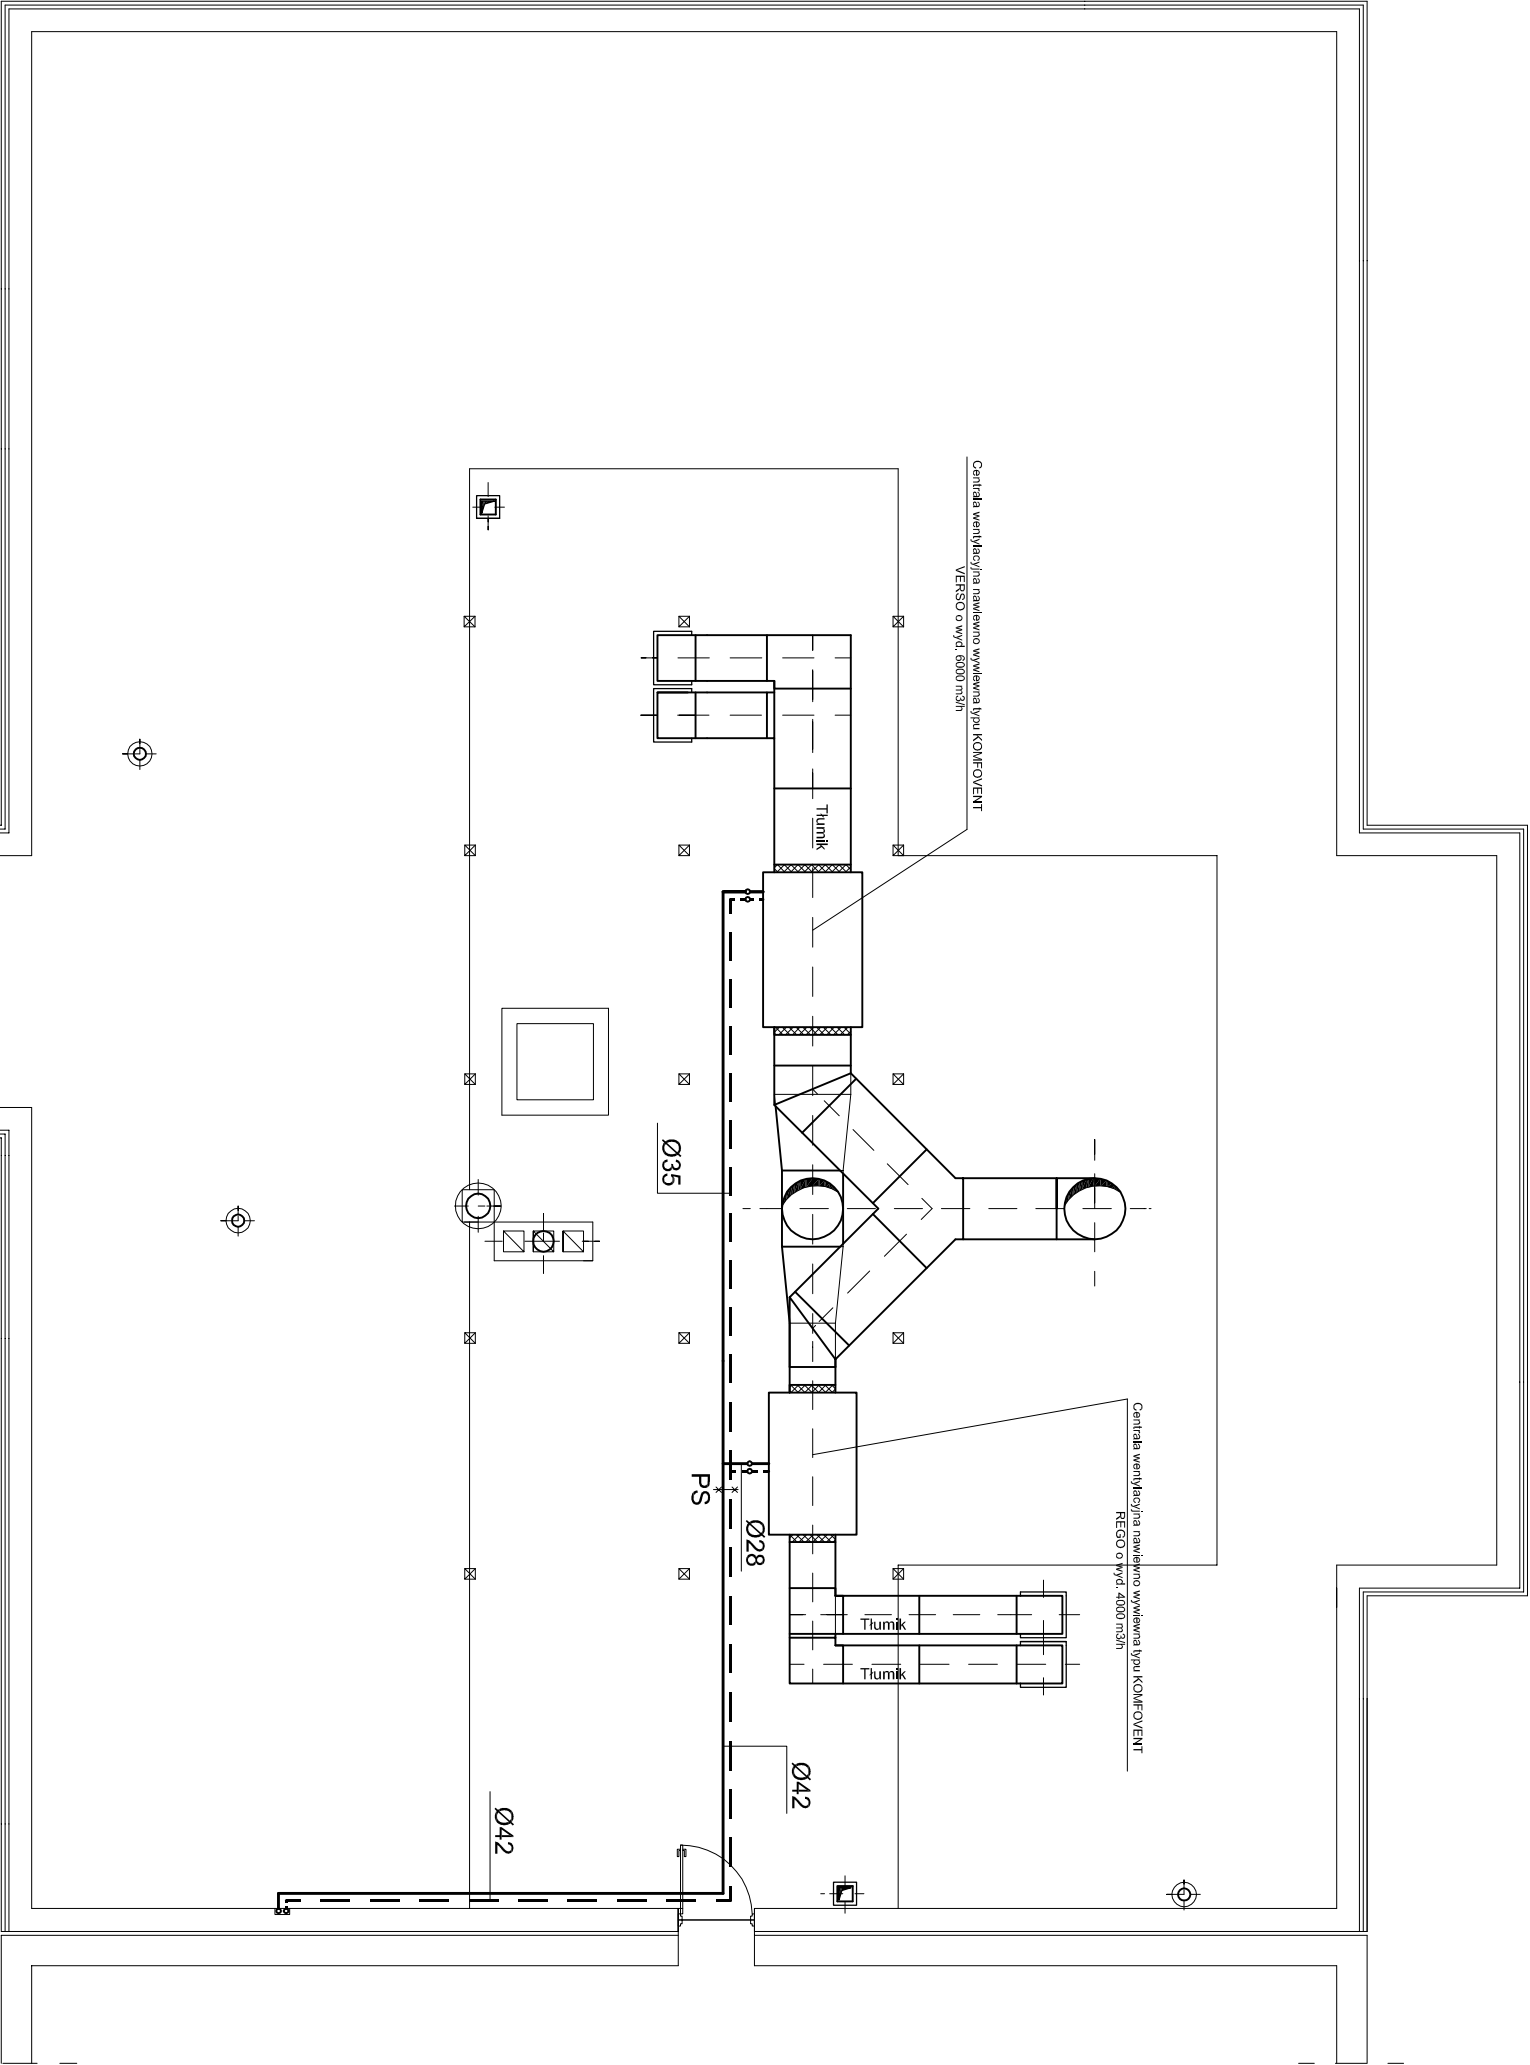 Centrala wentylacyjna nawiewno wywiewna typu KOMFOVENT
VERSO o wyd. 6000 m3/h
Tłumik
Ø35
Centrala wentylacyjna nawiewno wywiewna typu KOMFOVENT
REGO o wyd. 4000 m3/h
PS
Ø28
Tłumik
Tłumik
Ø42
Ø42